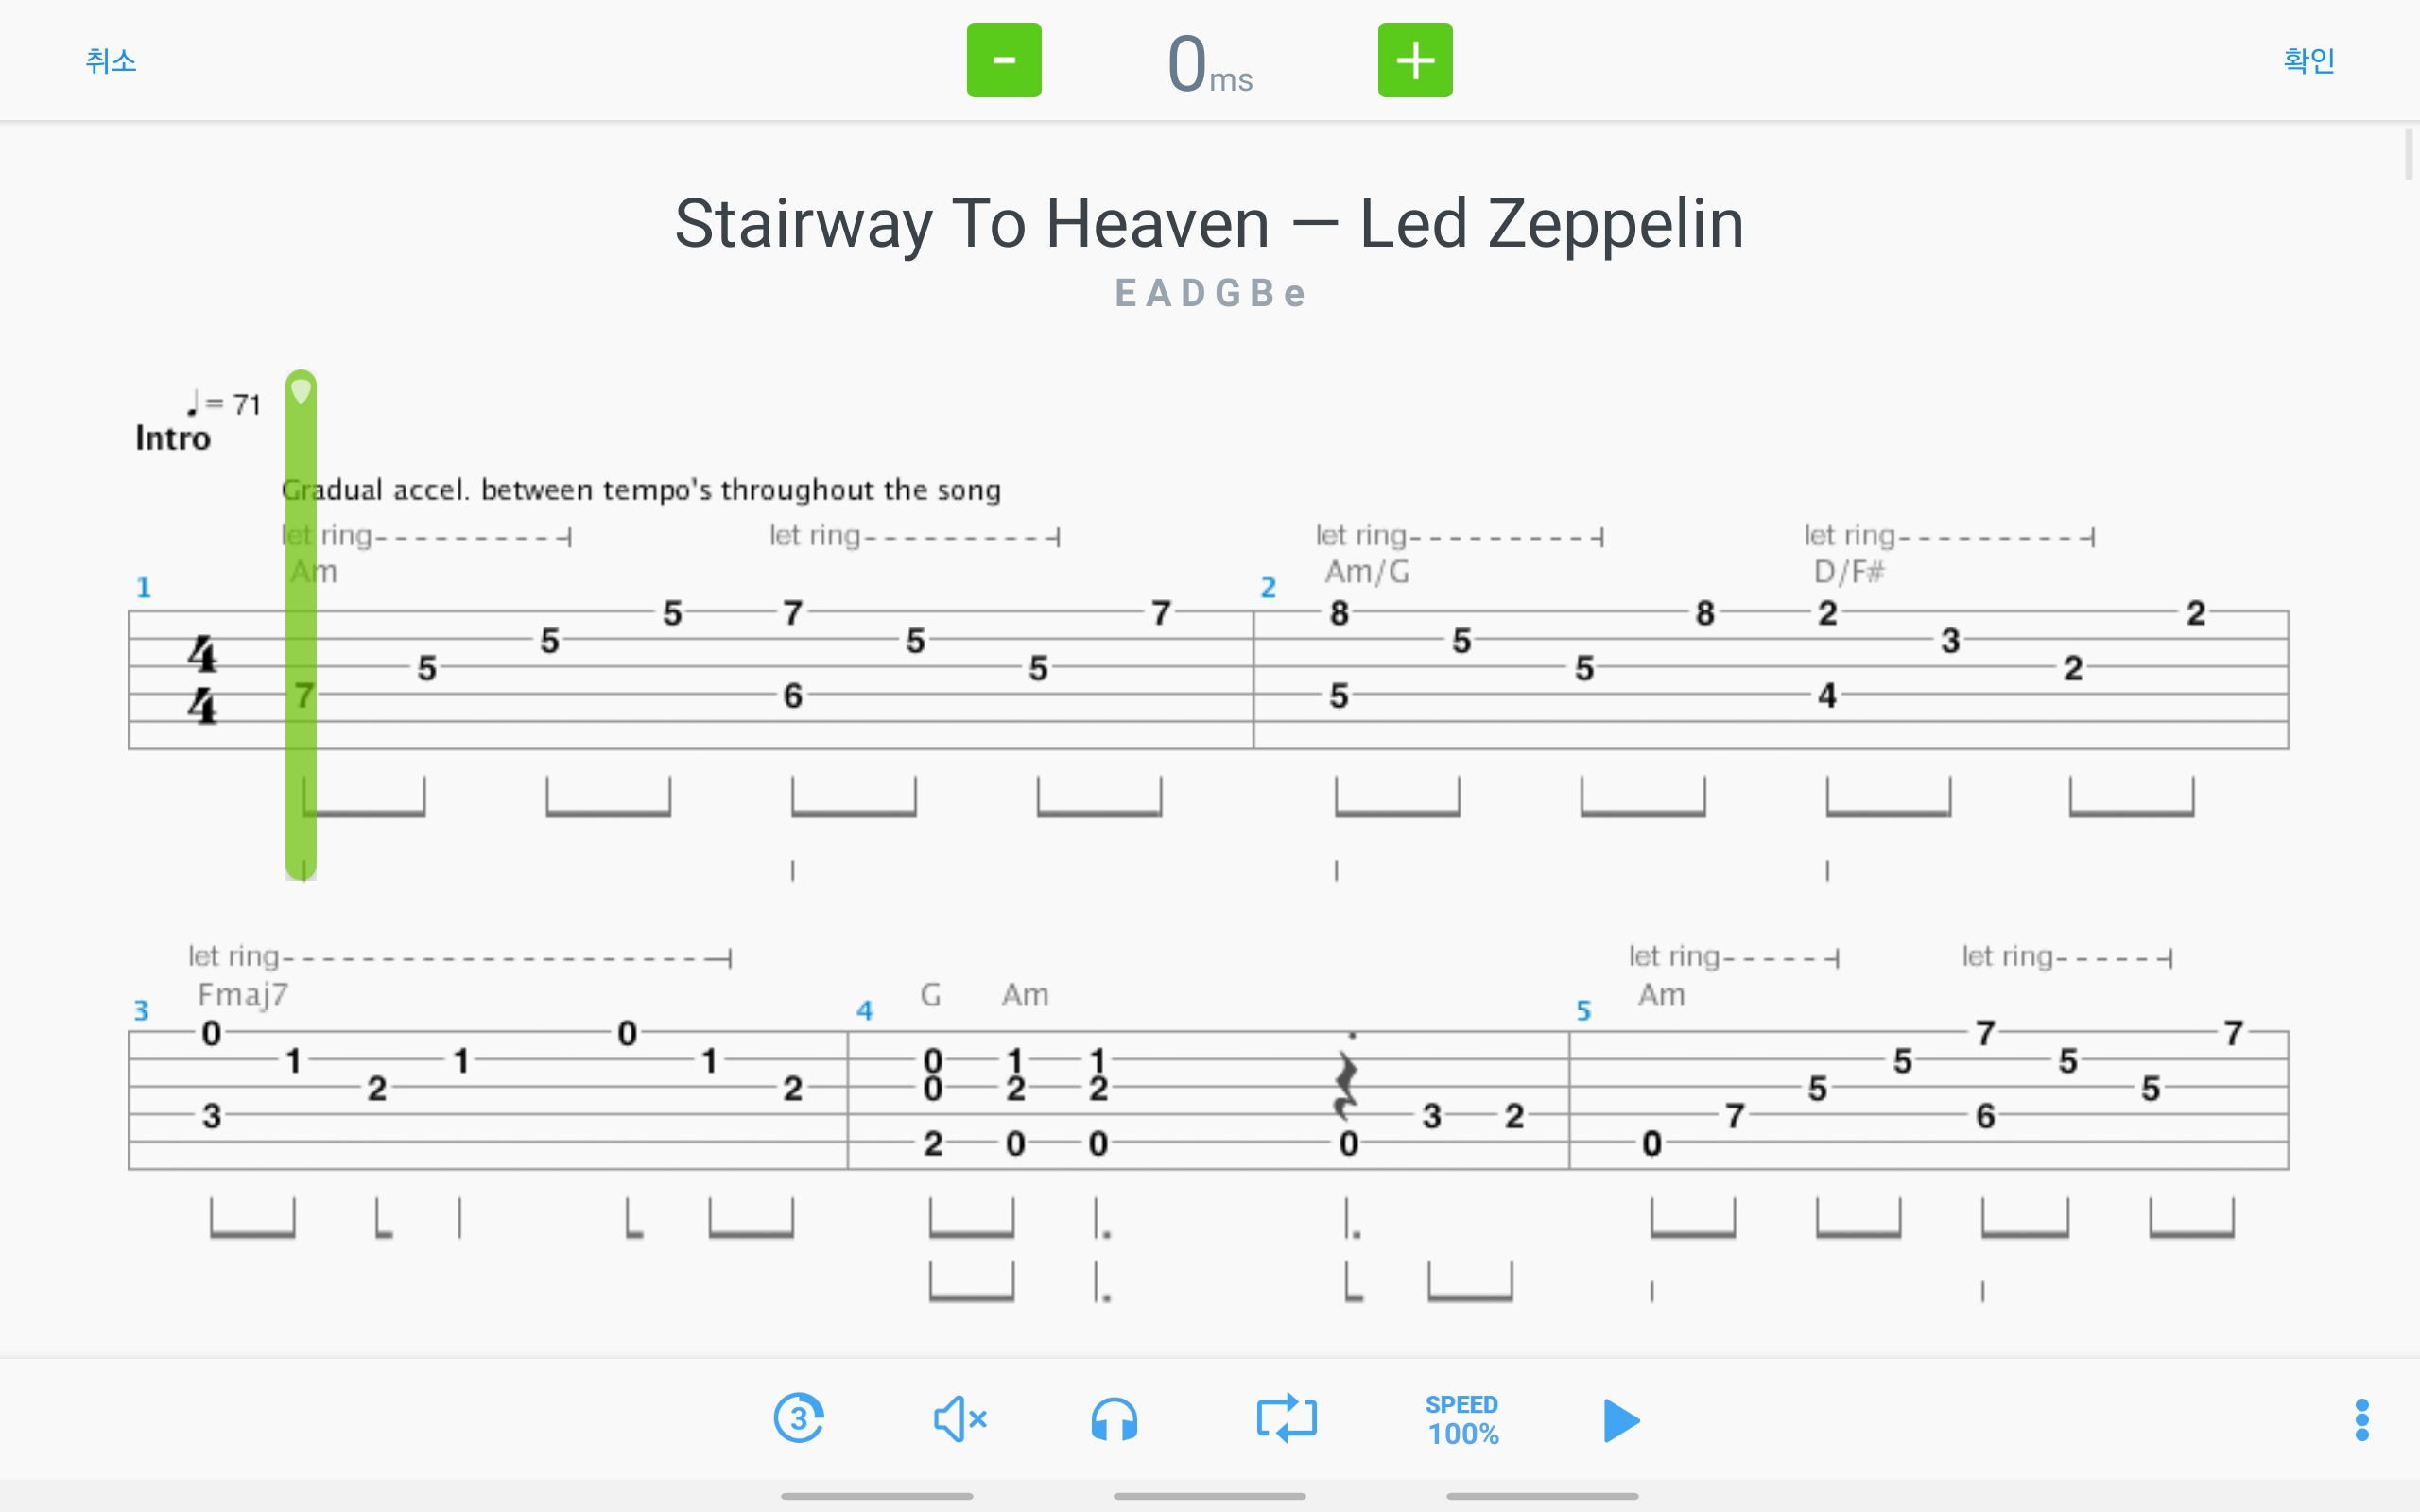 취소 - 0ms + 확인
Stairway To Heaven — Led Zeppelin
E A D G B e
♩ = 71
Intro
Gradual accel. between tempo's throughout the song
let ring let ring let ring let ring
Am Am/G D/F#
1 2
5 7 7 8 8 2 2
5 5 5 3
5 5 5 2
7 6 5 4
4
4
let ring let ring let ring
Fmaj7 G Am Am
3 4 5
0 0 7 7
1 1 1 0 1 1 5 5
2 2 0 2 2 5 5
3 3 2 7 6
2 0 0 0 0
3 SPEED
100%